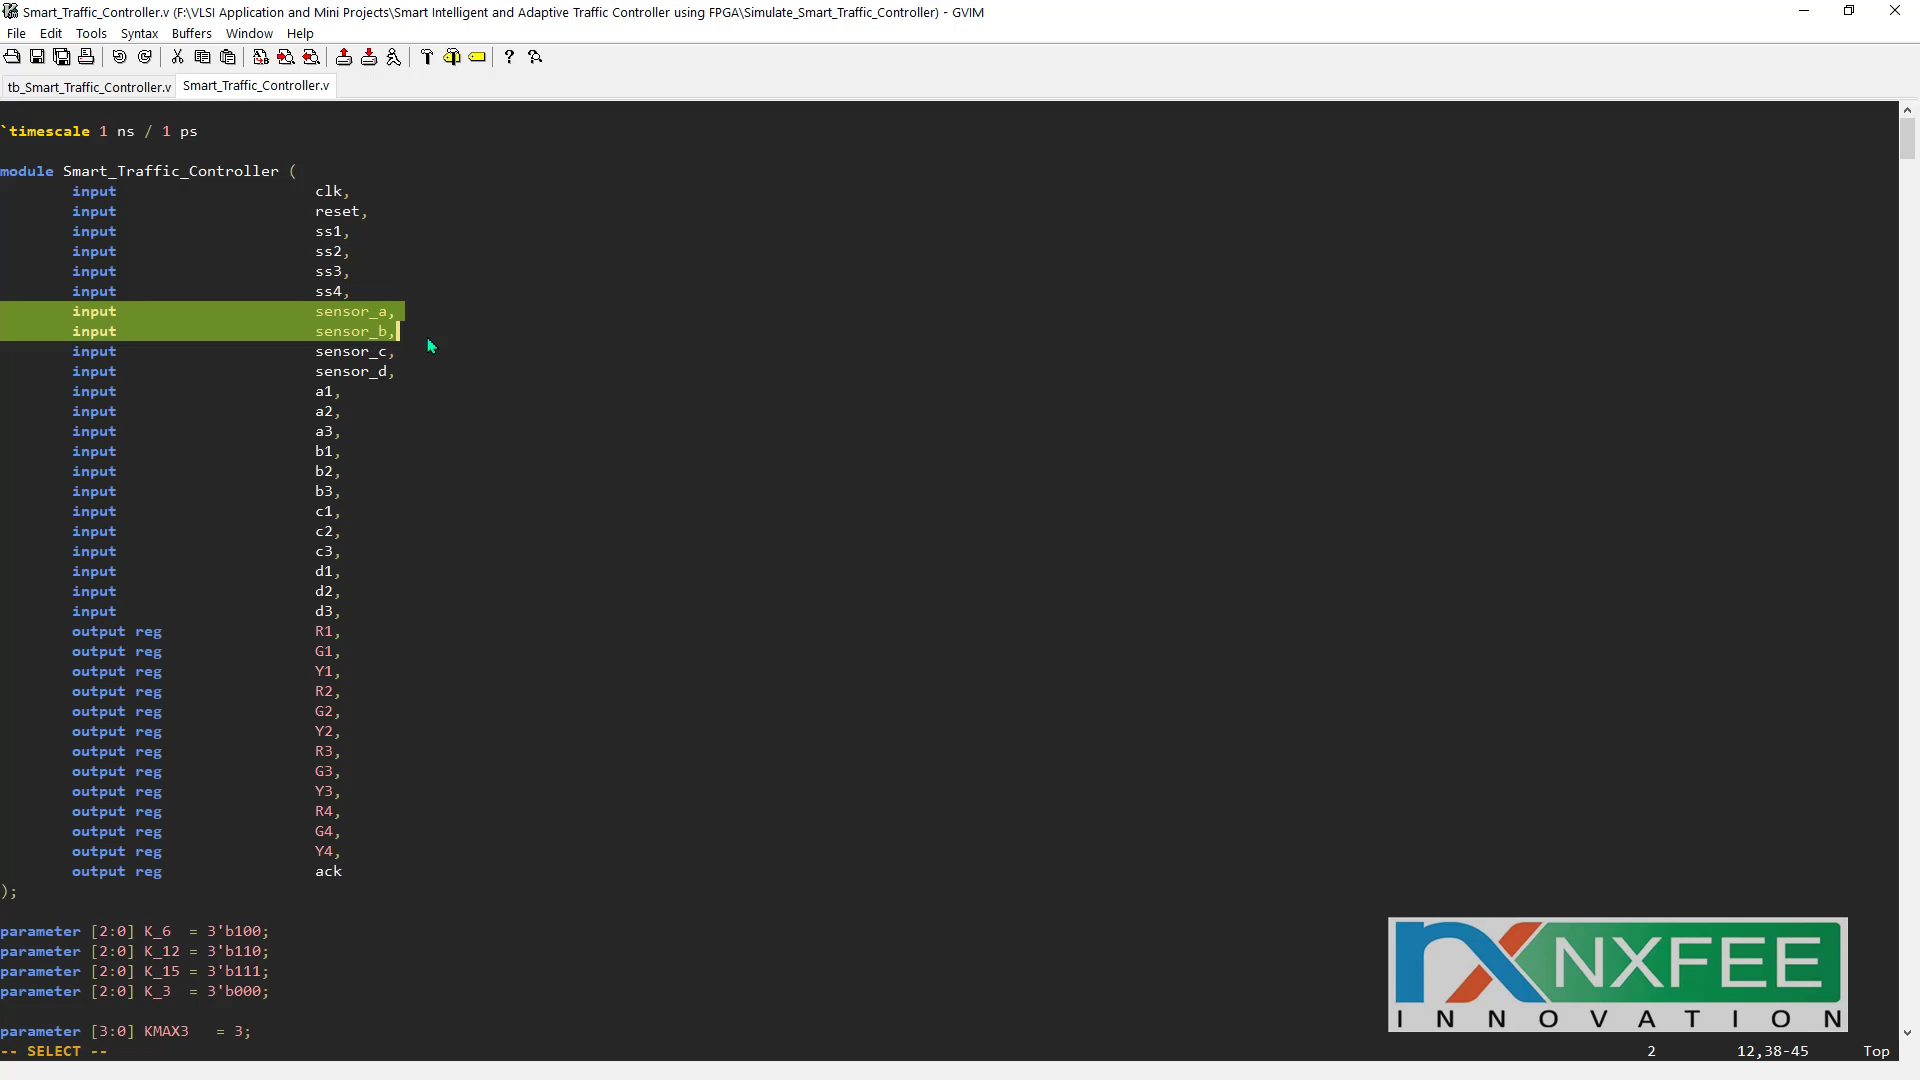 Smart_Traffic_Controller.v (F:\VLSI Application and Mini Projects\Smart Intelligent and Adaptive Traffic Controller using FPGA\Simulate_Smart_Traffic_Controller) - GVIM
File Edit Tools Syntax Buffers Window Help
tb_Smart_Traffic_Controller.v Smart_Traffic_Controller.v
`timescale 1 ns / 1 ps
module Smart_Traffic_Controller (
input clk,
input reset,
input ss1,
input ss2,
input ss3,
input ss4,
input sensor_a,
input sensor_b,
input sensor_c,
input sensor_d,
input a1,
input a2,
input a3,
input b1,
input b2,
input b3,
input c1,
input c2,
input c3,
input d1,
input d2,
input d3,
output reg R1,
output reg G1,
output reg Y1,
output reg R2,
output reg G2,
output reg Y2,
output reg R3,
output reg G3,
output reg Y3,
output reg R4,
output reg G4,
output reg Y4,
output reg ack
);
parameter [2:0] K_6 = 3'b100;
parameter [2:0] K_12 = 3'b110;
parameter [2:0] K_15 = 3'b111;
parameter [2:0] K_3 = 3'b000;
parameter [3:0] KMAX3 = 3;
-- SELECT -- 2 12,38-45 Top
NXFEE
INNOVATION